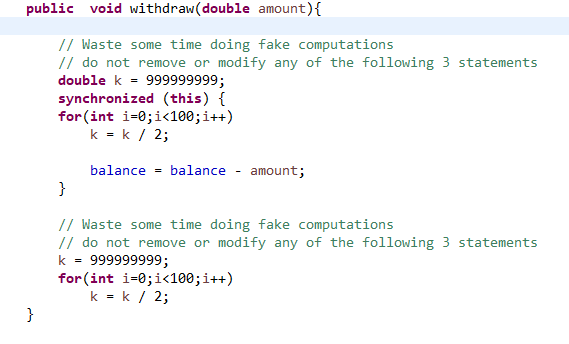 public  void withdraw(double amount){
// Waste some time doing fake computations
// do not remove or modify any of the following 3 statements
double k = 999999999;
synchronized (this) {
for(int i=0;i<100;i++)
k = k / 2;
balance = balance - amount;
}
// Waste some time doing fake computations
// do not remove or modify any of the following 3 statements
k = 999999999;
for(int i=0;i<100;i++)
k = k / 2;
}